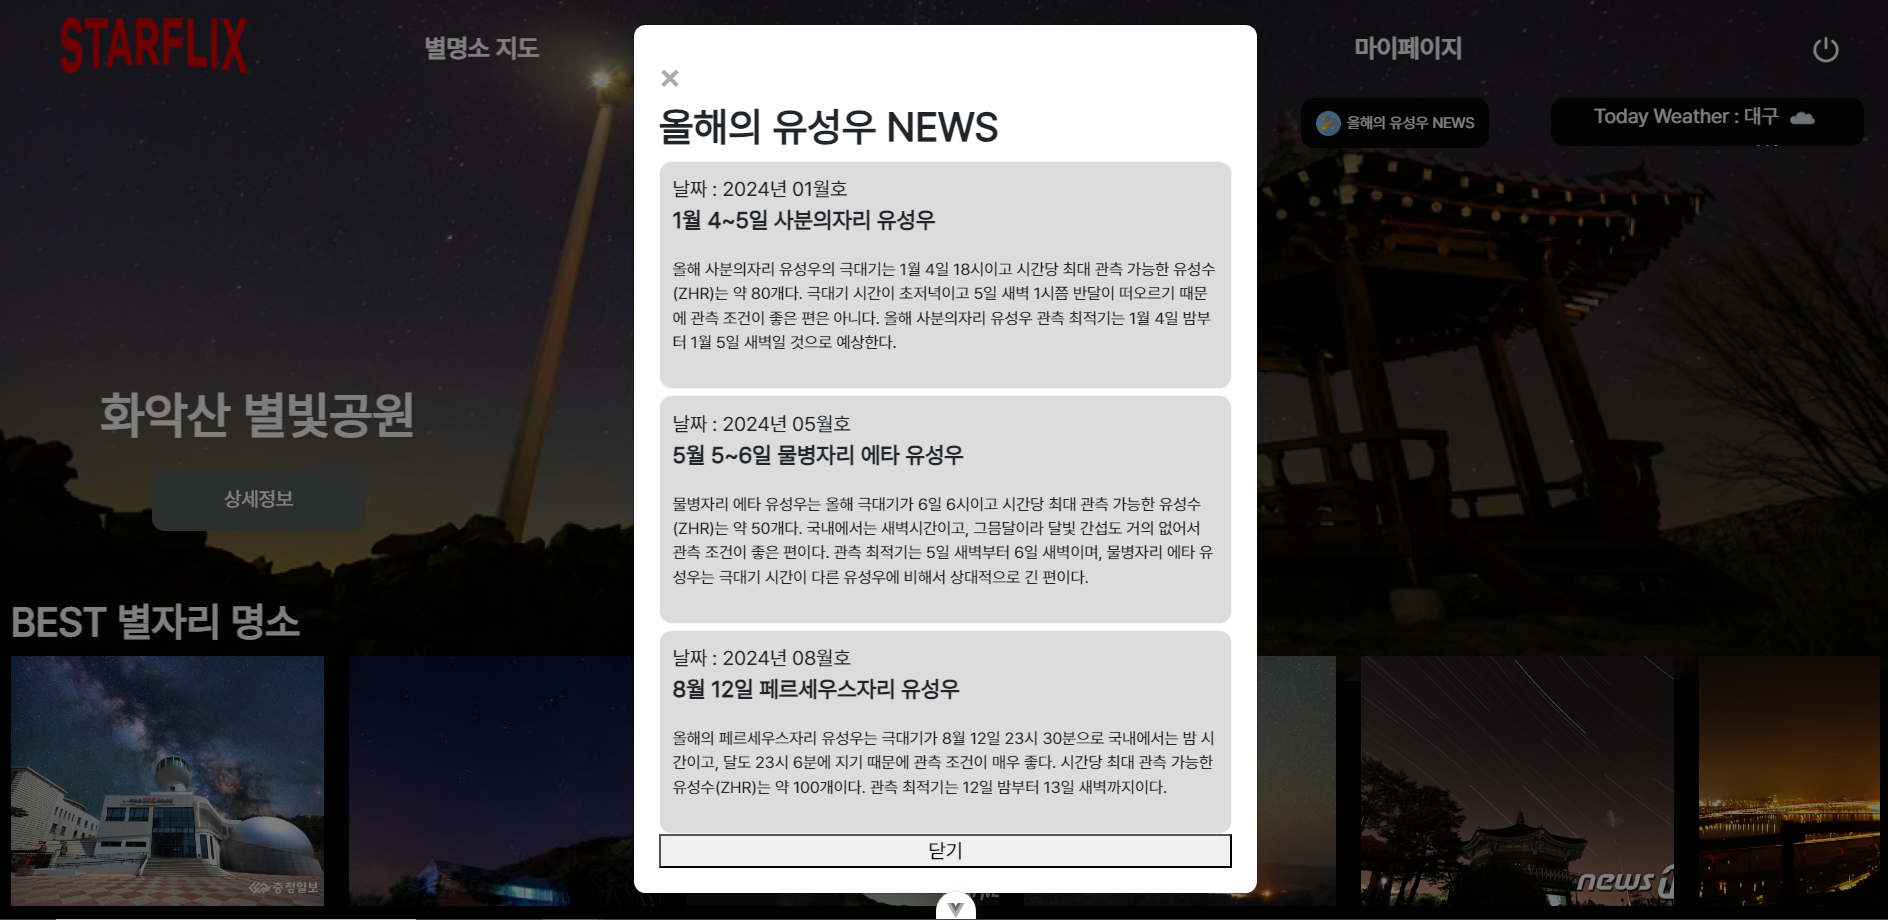 STARFLIX
별명소 지도
마이페이지
올해의 유성우 NEWS
Today Weather : 대구
화악산 별빛공원
상세정보
BEST 별자리 명소
×
올해의 유성우 NEWS
날짜 : 2024년 01월호
1월 4~5일 사분의자리 유성우
올해 사분의자리 유성우의 극대기는 1월 4일 18시이고 시간당 최대 관측 가능한 유성수
(ZHR)는 약 80개다. 극대기 시간이 초저녁이고 5일 새벽 1시쯤 반달이 떠오르기 때문
에 관측 조건이 좋은 편은 아니다. 올해 사분의자리 유성우 관측 최적기는 1월 4일 밤부
터 1월 5일 새벽일 것으로 예상한다.
날짜 : 2024년 05월호
5월 5~6일 물병자리 에타 유성우
물병자리 에타 유성우는 올해 극대기가 6일 6시이고 시간당 최대 관측 가능한 유성수
(ZHR)는 약 50개다. 국내에서는 새벽시간이고, 그믐달이라 달빛 간섭도 거의 없어서
관측 조건이 좋은 편이다. 관측 최적기는 5일 새벽부터 6일 새벽이며, 물병자리 에타 유
성우는 극대기 시간이 다른 유성우에 비해서 상대적으로 긴 편이다.
날짜 : 2024년 08월호
8월 12일 페르세우스자리 유성우
올해의 페르세우스자리 유성우는 극대기가 8월 12일 23시 30분으로 국내에서는 밤 시
간이고, 달도 23시 6분에 지기 때문에 관측 조건이 매우 좋다. 시간당 최대 관측 가능한
유성수(ZHR)는 약 100개이다. 관측 최적기는 12일 밤부터 13일 새벽까지이다.
닫기
충청일보
news1